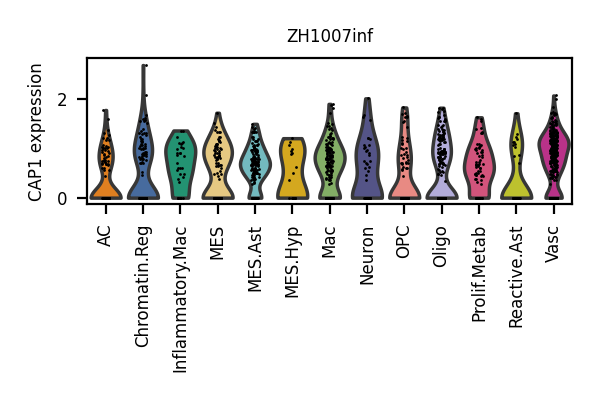 ZH1007inf
CAP1 expression
2
0
AC
Chromatin.Reg
Inflammatory.Mac
MES
MES.Ast
MES.Hyp
Mac
Neuron
OPC
Oligo
Prolif.Metab
Reactive.Ast
Vasc